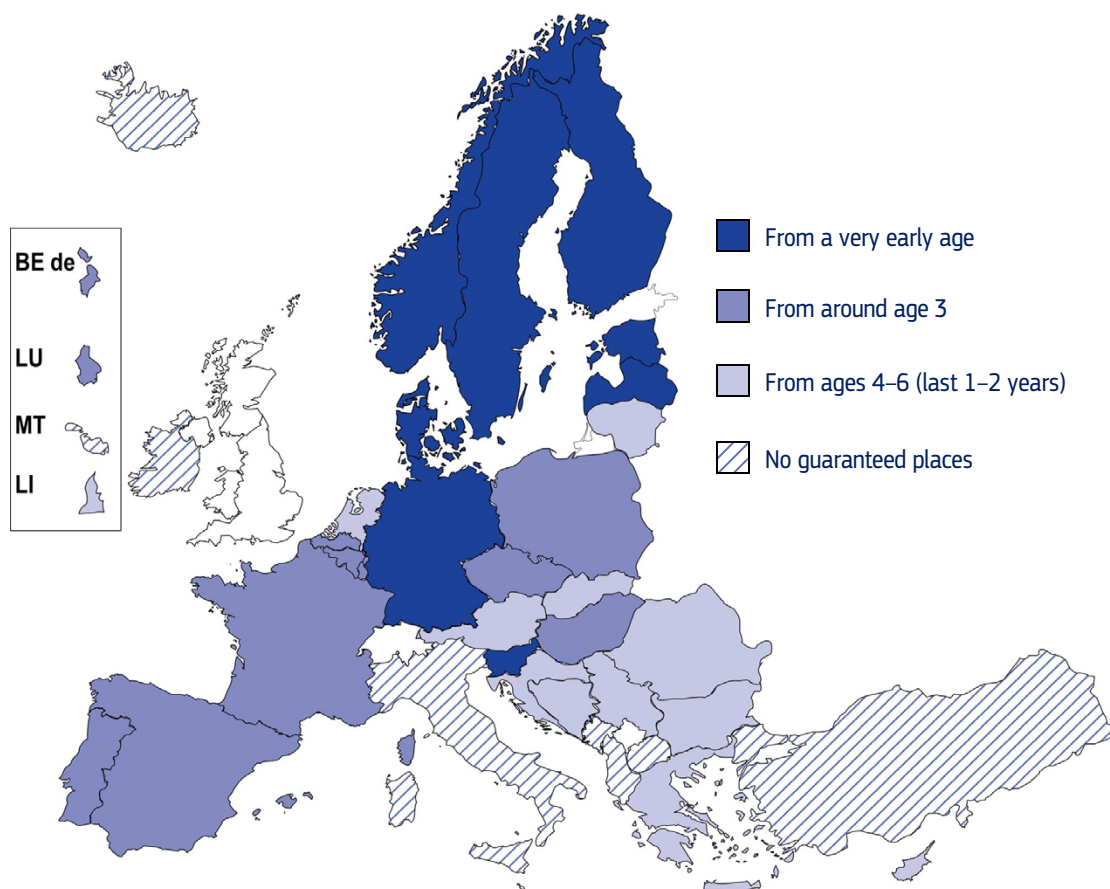 BE de
LU
MT
LI
From a very early age
From around age 3
From ages 4–6 (last 1–2 years)
No guaranteed places